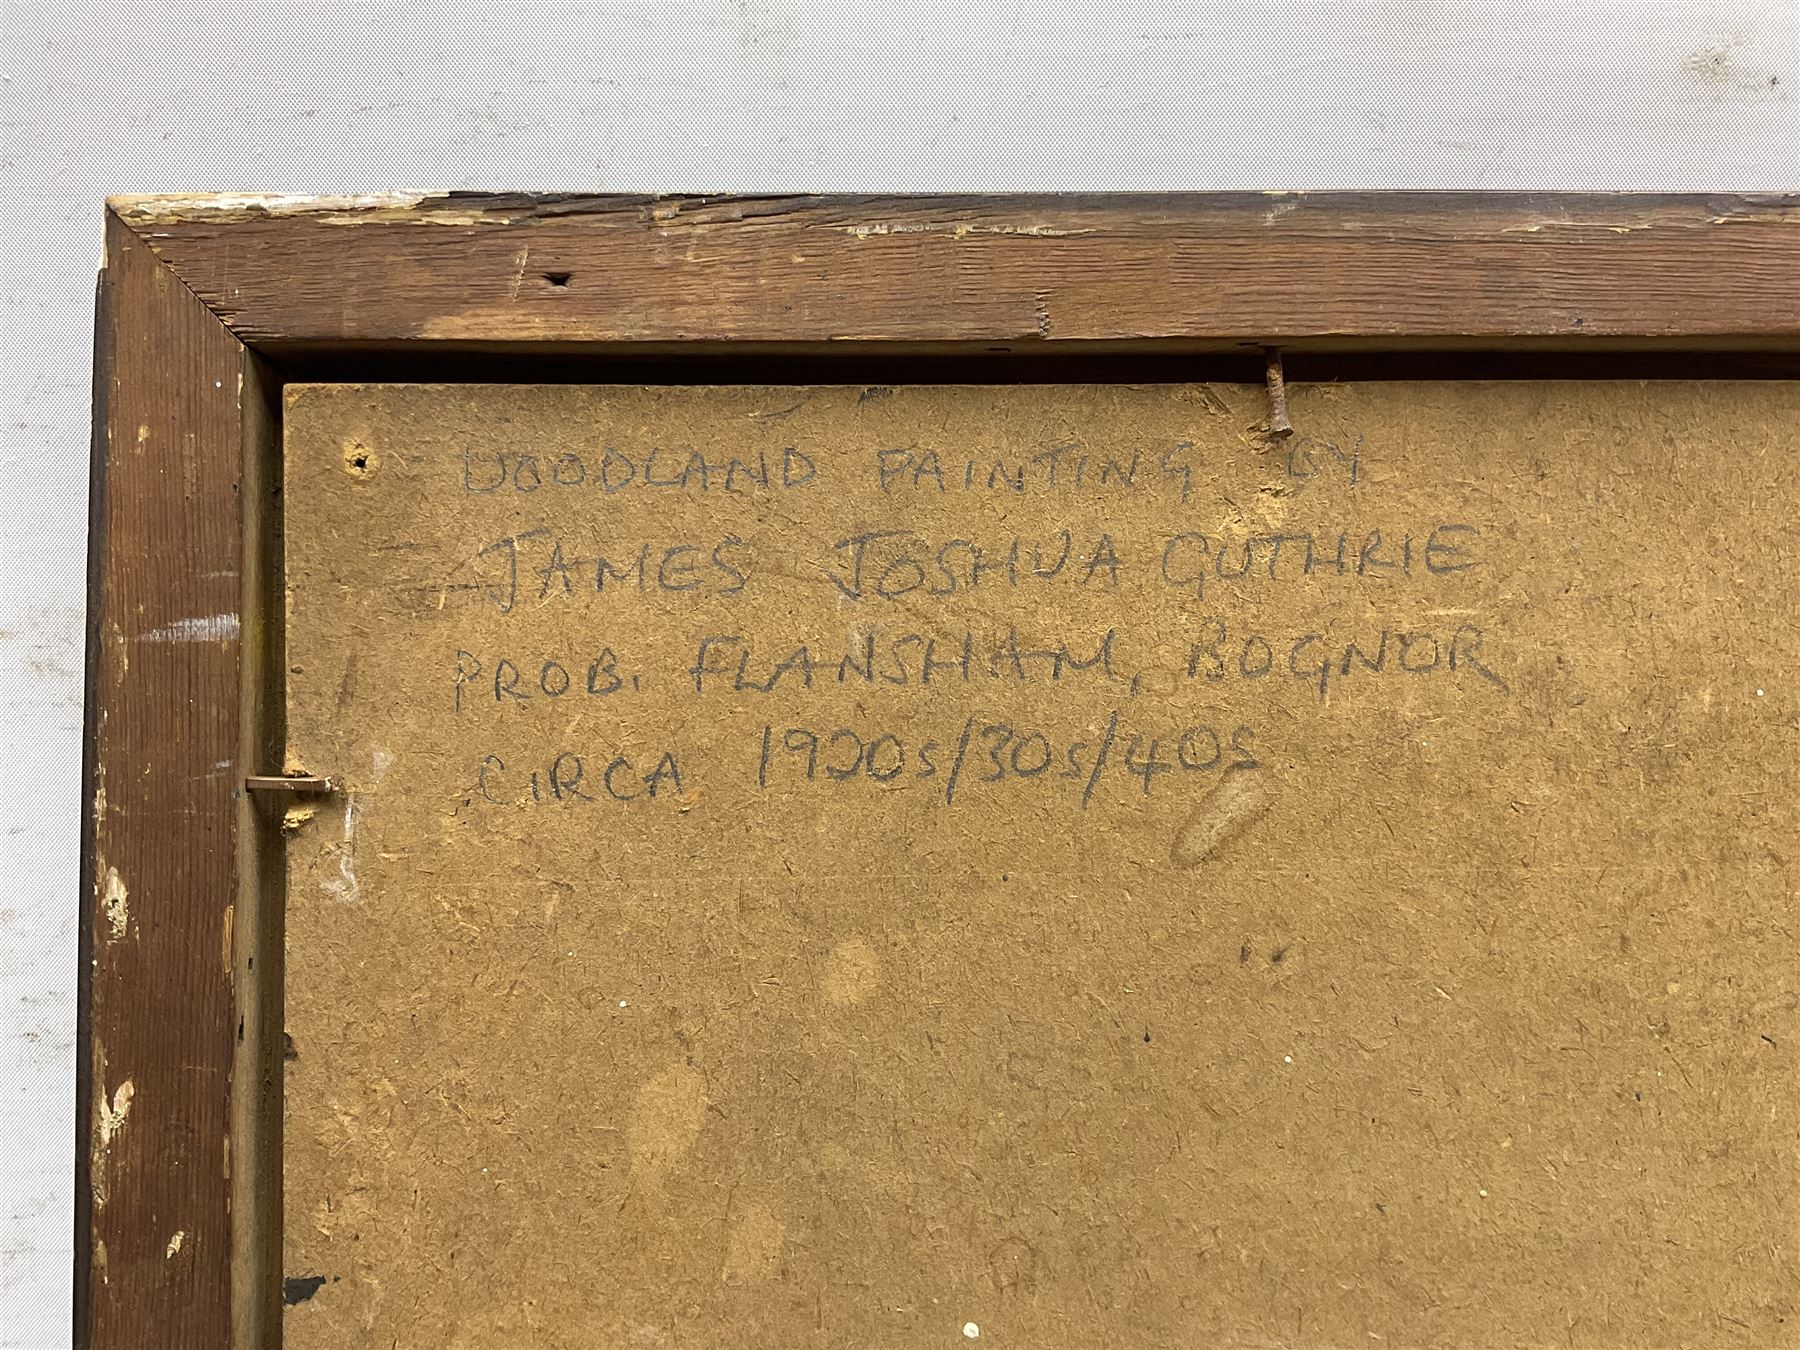 WOODLAND PAINTING BY
JAMES JOSHUA GUTHRIE
PROB. FLANSHAM, BOGNOR
CIRCA 1920s/30s/40s